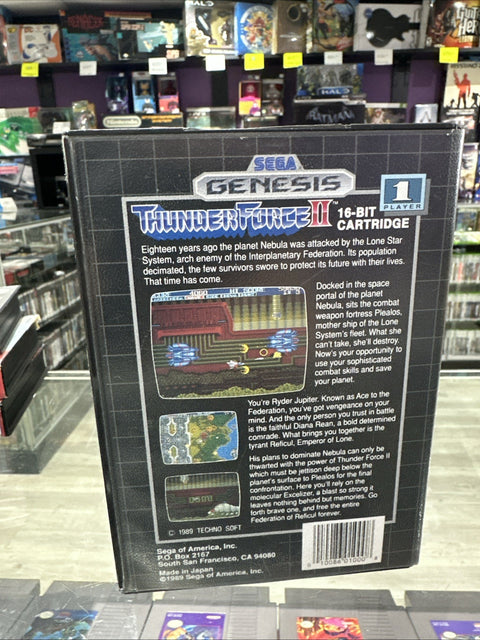 HALO
HALO
BATMAN
SEGA
GENESIS
1
PLAYER
THUNDER FORCE II™
16-BIT
CARTRIDGE
Eighteen years ago the planet Nebula was attacked by the Lone Star
System, arch enemy of the Interplanetary Federation. Its population
decimated, the few survivors swore to protect its future with their lives.
That time has come.
Docked in the space
portal of the planet
Nebula, sits the combat
weapon fortress Plealos,
mother ship of the Lone
System's fleet. What she
can't take, she'll destroy.
Now's your opportunity to
use your sophisticated
combat skills and save
your planet.
You're Ryder Jupiter. Known as Ace to the
Federation, you've got vengeance on your
mind. And the only person you trust in battle
is the faithful Diana Rean, a bold determined
comrade. What brings you together is the
tyrant Reficul, Emperor of Lone.
His plans to dominate Nebula can only be
thwarted with the power of Thunder Force II
which must be jettison deep below the
planet's surface to Plealos for the final
confrontation. Here you'll rely on the
molecular Excelizer, a blast so strong it
leaves nothing behind but memories. Go
forth brave one, and free the entire
Federation of Reficul forever.
© 1989 TECHNO SOFT
Sega of America, Inc.
P.O. Box 2167
South San Francisco, CA 94080
Made in Japan
©1989 Sega of America, Inc.
10086 01000